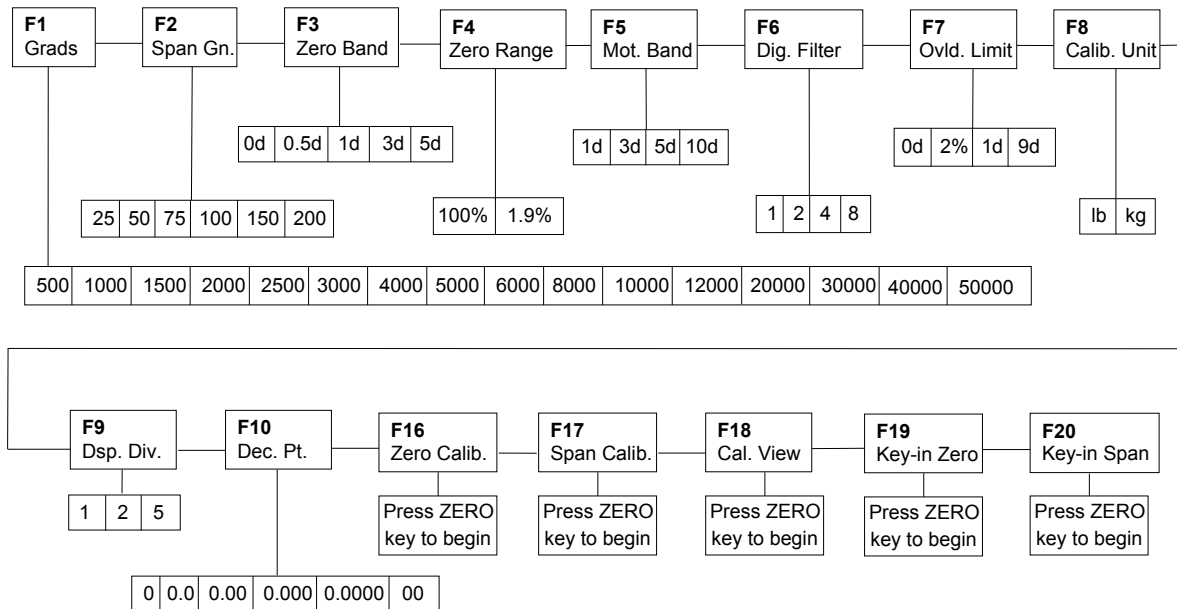 F1
Grads
F2
Span Gn.
F3
Zero Band
F4
Zero Range
F5
Mot. Band
F6
Dig. Filter
F7
Ovld. Limit
F8
Calib. Unit
0d 0.5d 1d 3d 5d
1d 3d 5d 10d
0d 2% 1d 9d
25 50 75 100 150 200
100% 1.9%
1 2 4 8
lb kg
500 1000 1500 2000 2500 3000 4000 5000 6000 8000 10000 12000 20000 30000 40000 50000
F9
Dsp. Div.
F10
Dec. Pt.
F16
Zero Calib.
F17
Span Calib.
F18
Cal. View
F19
Key-in Zero
F20
Key-in Span
1 2 5
Press ZERO
key to begin
Press ZERO
key to begin
Press ZERO
key to begin
Press ZERO
key to begin
Press ZERO
key to begin
0 0.0 0.00 0.000 0.0000 00